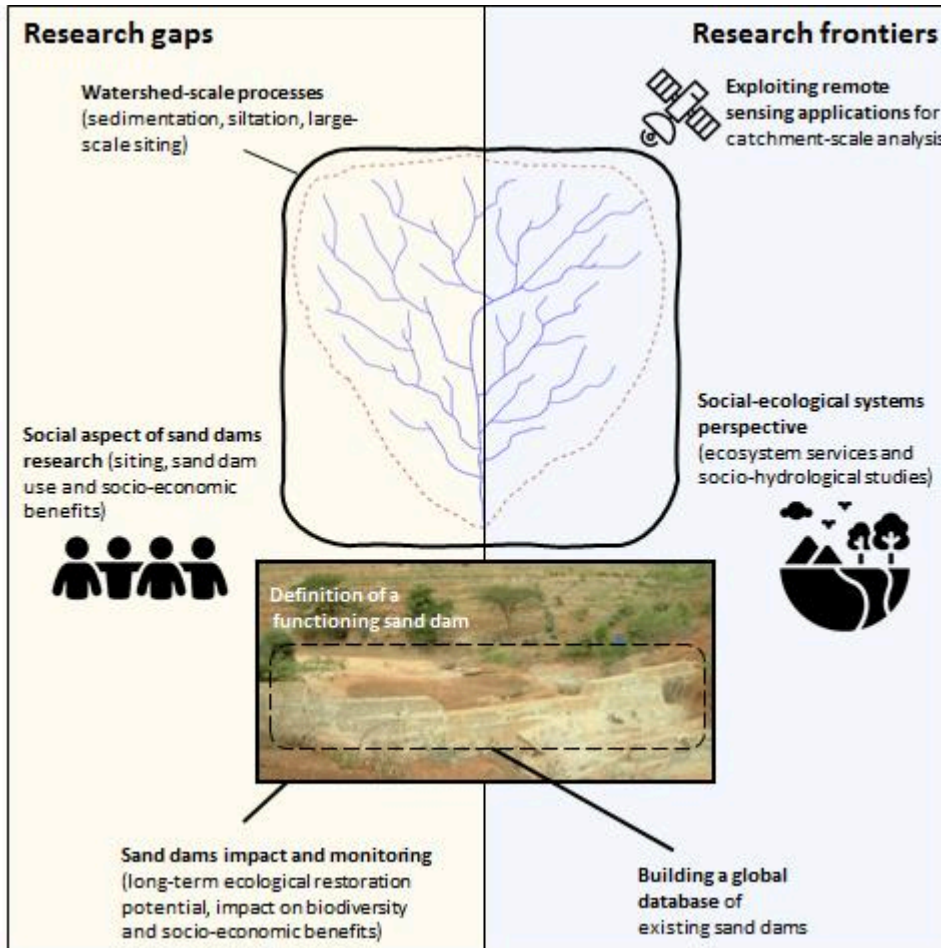 Research gaps
Research frontiers
Watershed-scale processes
(sedimentation, siltation, large-
scale siting)
Exploiting remote
sensing applications for
catchment-scale analysis
Social aspect of sand dams
research (siting, sand dam
use and socio-economic
benefits)
Social-ecological systems
perspective
(ecosystem services and
socio-hydrological studies)
Definition of a
functioning sand dam
Sand dams impact and monitoring
(long-term ecological restoration
potential, impact on biodiversity
and socio-economic benefits)
Building a global
database of
existing sand dams